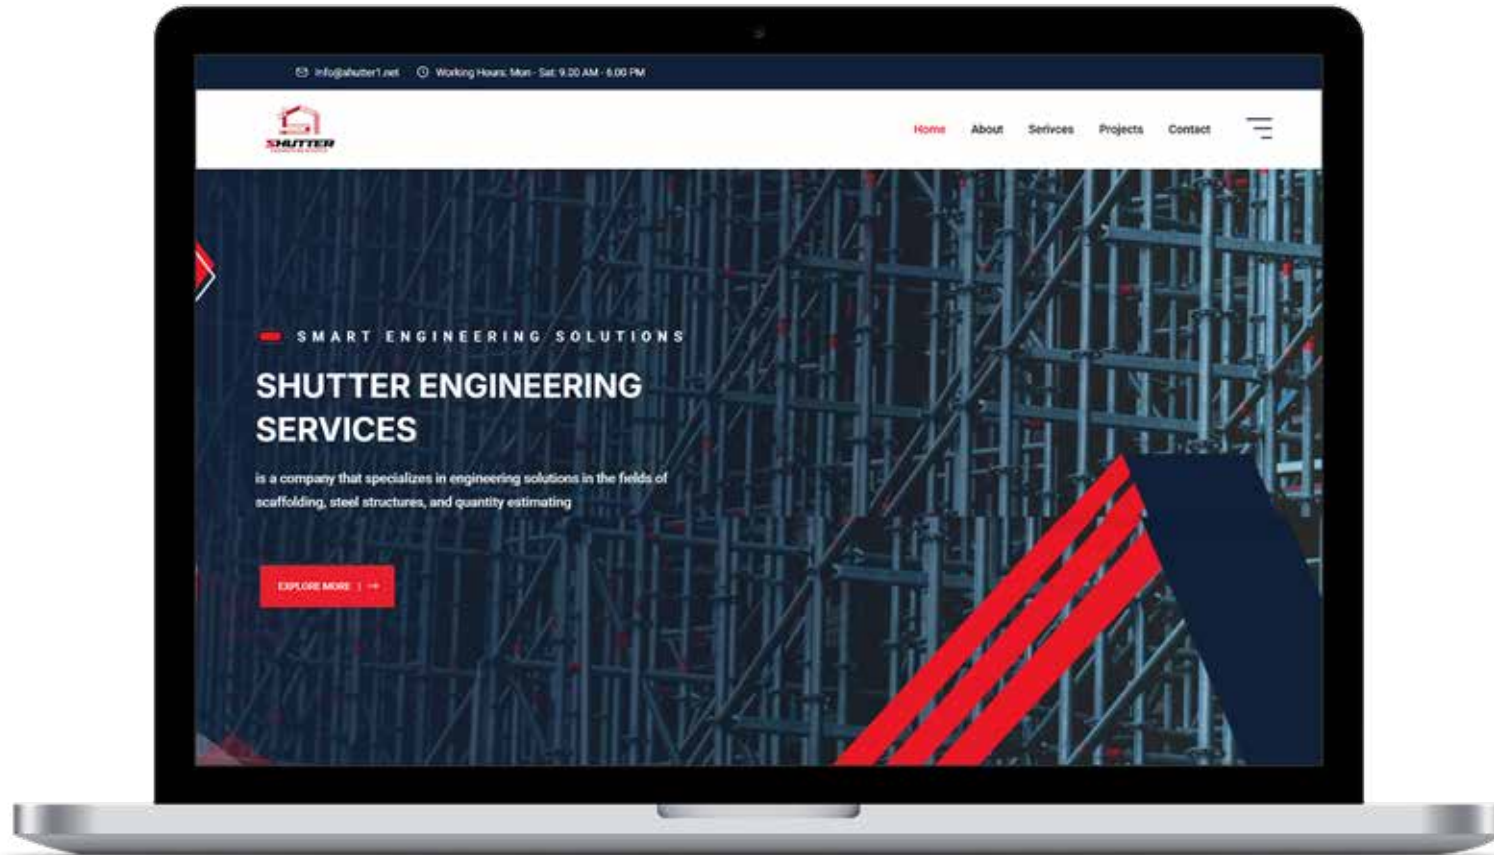 Info@shutter1.net Working Hours: Mon - Sat: 9.00 AM - 6.00 PM
SHUTTER
Home About Serivces Projects Contact
SMART ENGINEERING SOLUTIONS
SHUTTER ENGINEERING
SERVICES
is a company that specializes in engineering solutions in the fields of
scaffolding, steel structures, and quantity estimating
EXPLORE MORE | →